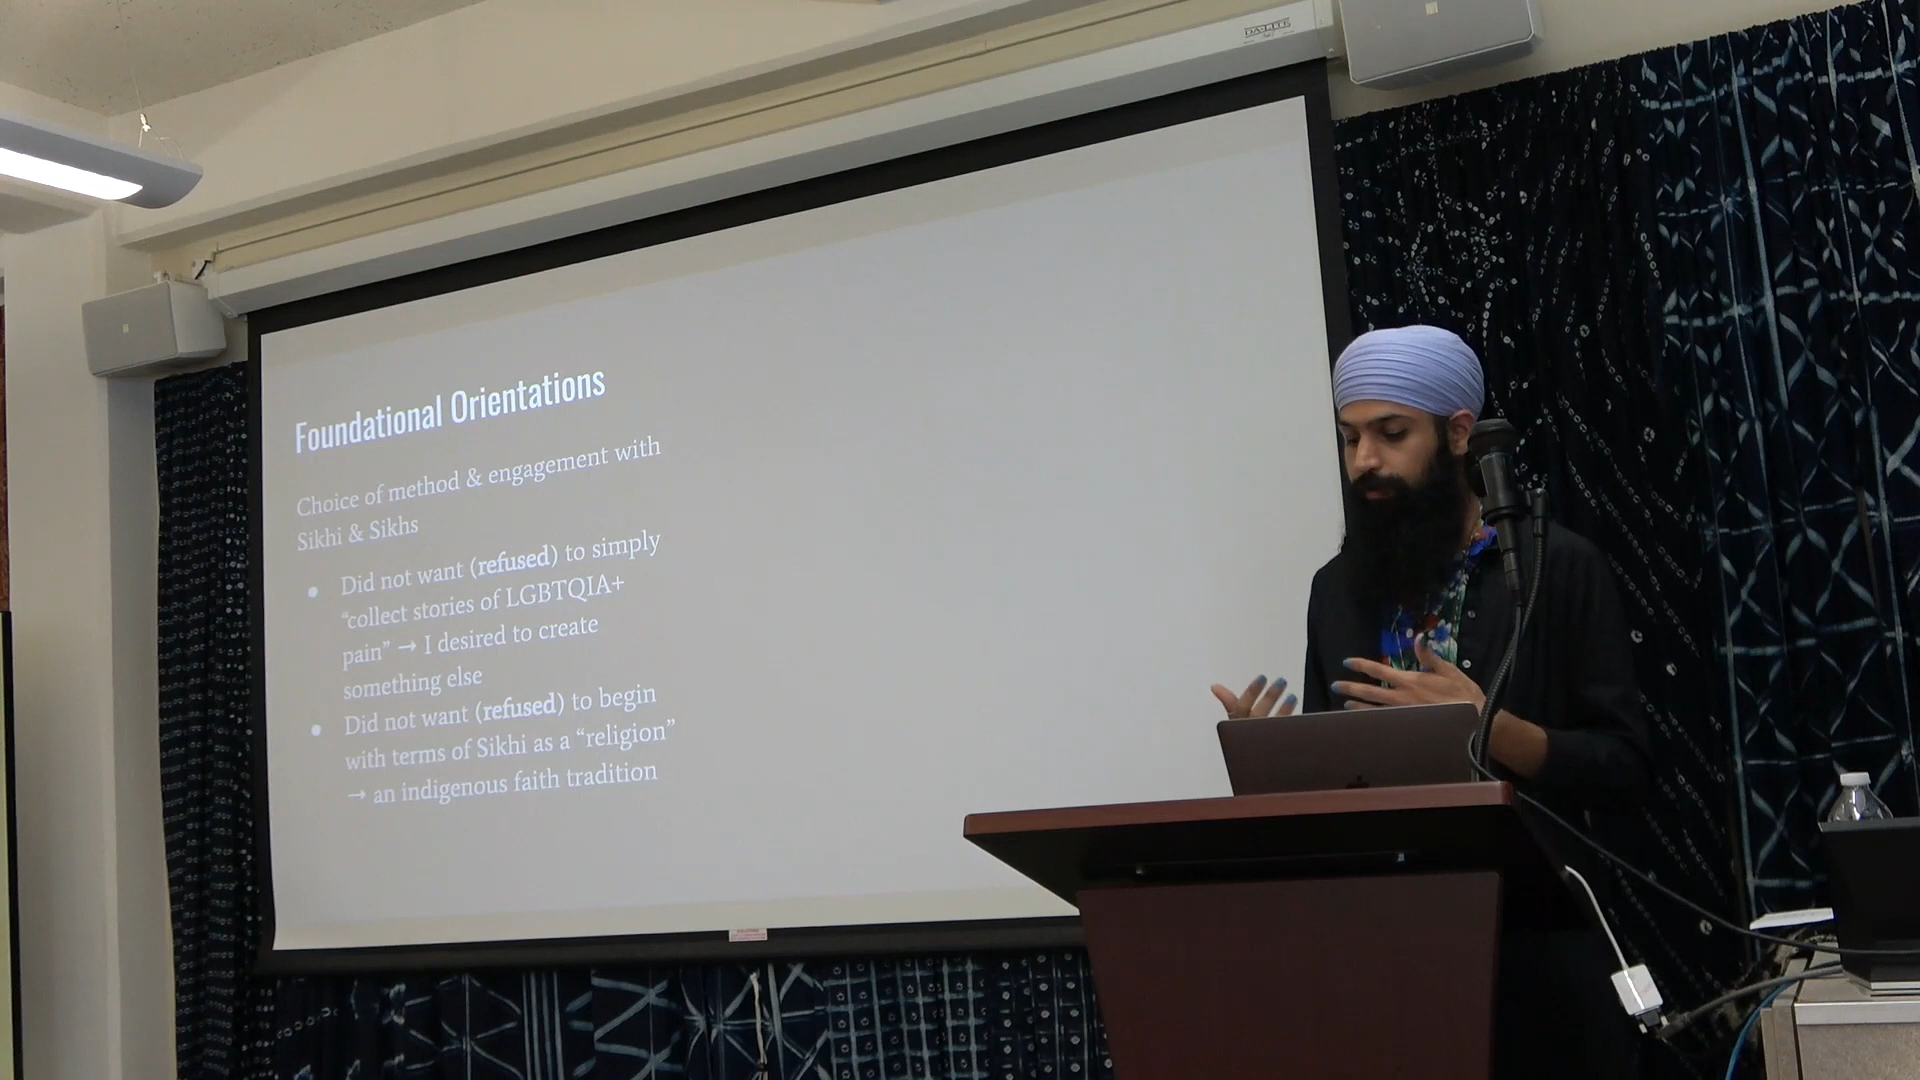 DA-LITE
Foundational Orientations
Choice of method & engagement with
Sikhi & Sikhs
● Did not want (refused) to simply
“collect stories of LGBTQIA+
pain” → I desired to create
something else
● Did not want (refused) to begin
with terms of Sikhi as a “religion”
→ an indigenous faith tradition